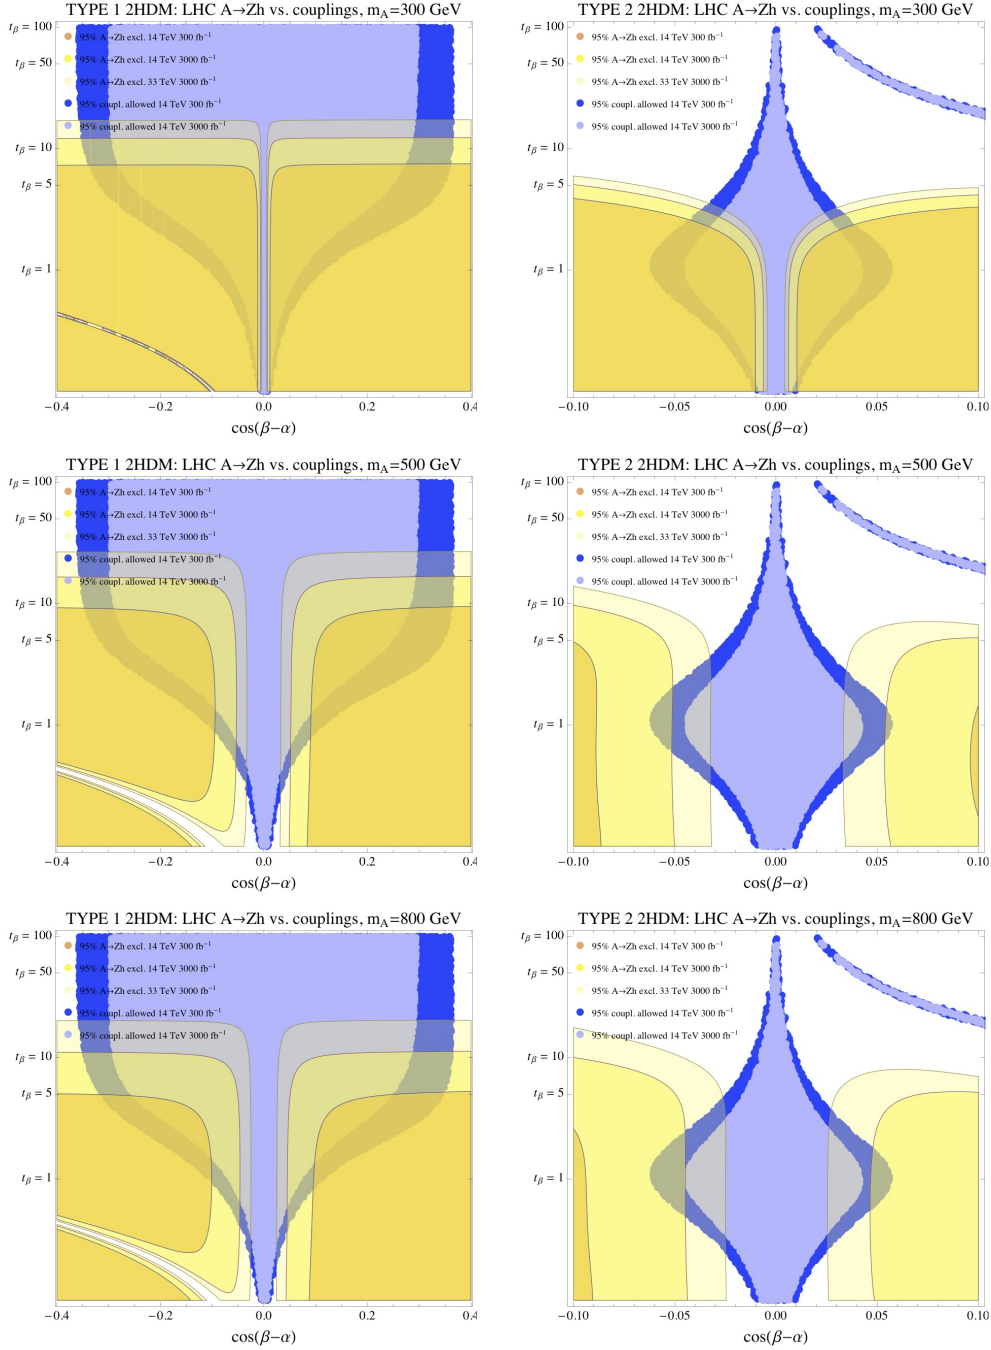 TYPE 1 2HDM: LHC A→Zh vs. couplings, mA=300 GeV
tβ = 100
tβ = 50
tβ = 10
tβ = 5
tβ = 1
95% A→Zh excl. 14 TeV 300 fb−1
95% A→Zh excl. 14 TeV 3000 fb−1
95% A→Zh excl. 33 TeV 3000 fb−1
95% coupl. allowed 14 TeV 300 fb−1
95% coupl. allowed 14 TeV 3000 fb−1
−0.4 −0.2 0.0 0.2 0.4
cos(β−α)
TYPE 2 2HDM: LHC A→Zh vs. couplings, mA=300 GeV
tβ = 100
tβ = 50
tβ = 10
tβ = 5
tβ = 1
95% A→Zh excl. 14 TeV 300 fb−1
95% A→Zh excl. 14 TeV 3000 fb−1
95% A→Zh excl. 33 TeV 3000 fb−1
95% coupl. allowed 14 TeV 300 fb−1
95% coupl. allowed 14 TeV 3000 fb−1
−0.10 −0.05 0.00 0.05 0.10
cos(β−α)
TYPE 1 2HDM: LHC A→Zh vs. couplings, mA=500 GeV
tβ = 100
tβ = 50
tβ = 10
tβ = 5
tβ = 1
95% A→Zh excl. 14 TeV 300 fb−1
95% A→Zh excl. 14 TeV 3000 fb−1
95% A→Zh excl. 33 TeV 3000 fb−1
95% coupl. allowed 14 TeV 300 fb−1
95% coupl. allowed 14 TeV 3000 fb−1
−0.4 −0.2 0.0 0.2 0.4
cos(β−α)
TYPE 2 2HDM: LHC A→Zh vs. couplings, mA=500 GeV
tβ = 100
tβ = 50
tβ = 10
tβ = 5
tβ = 1
95% A→Zh excl. 14 TeV 300 fb−1
95% A→Zh excl. 14 TeV 3000 fb−1
95% A→Zh excl. 33 TeV 3000 fb−1
95% coupl. allowed 14 TeV 300 fb−1
95% coupl. allowed 14 TeV 3000 fb−1
−0.10 −0.05 0.00 0.05 0.10
cos(β−α)
TYPE 1 2HDM: LHC A→Zh vs. couplings, mA=800 GeV
tβ = 100
tβ = 50
tβ = 10
tβ = 5
tβ = 1
95% A→Zh excl. 14 TeV 300 fb−1
95% A→Zh excl. 14 TeV 3000 fb−1
95% A→Zh excl. 33 TeV 3000 fb−1
95% coupl. allowed 14 TeV 300 fb−1
95% coupl. allowed 14 TeV 3000 fb−1
−0.4 −0.2 0.0 0.2 0.4
cos(β−α)
TYPE 2 2HDM: LHC A→Zh vs. couplings, mA=800 GeV
tβ = 100
tβ = 50
tβ = 10
tβ = 5
tβ = 1
95% A→Zh excl. 14 TeV 300 fb−1
95% A→Zh excl. 14 TeV 3000 fb−1
95% A→Zh excl. 33 TeV 3000 fb−1
95% coupl. allowed 14 TeV 300 fb−1
95% coupl. allowed 14 TeV 3000 fb−1
−0.10 −0.05 0.00 0.05 0.10
cos(β−α)